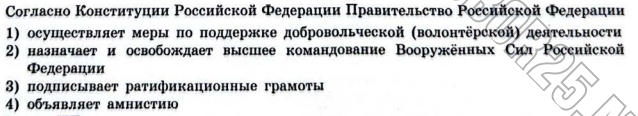 Согласно Конституции Российской Федерации Правительство Российской Федерации
1) осуществляет меры по поддержке добровольческой (волонтёрской) деятельности
2) назначает и освобождает высшее командование Вооружённых Сил Российской
Федерации
3) подписывает ратификационные грамоты
4) объявляет амнистию